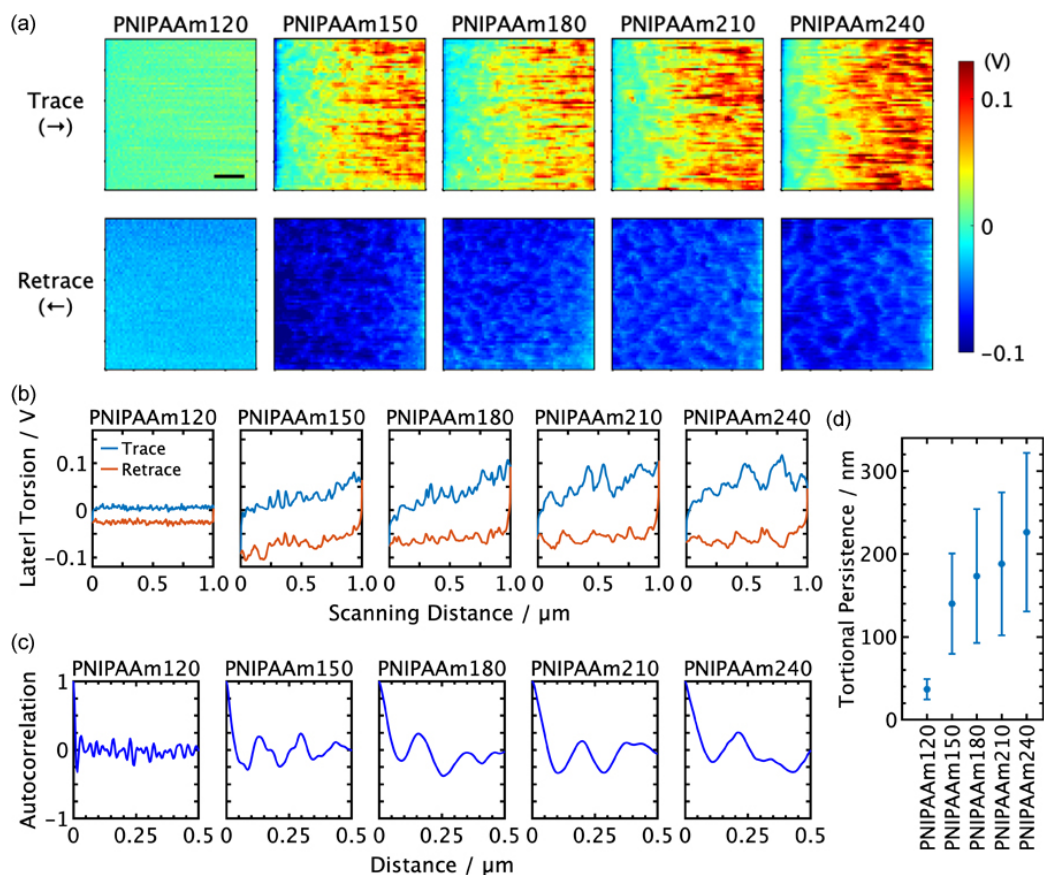 (a)
PNIPAAm120 PNIPAAm150 PNIPAAm180 PNIPAAm210 PNIPAAm240
Trace
(→)
Retrace
(←)
(V)
0.1
0
−0.1
(b)
PNIPAAm120 PNIPAAm150 PNIPAAm180 PNIPAAm210 PNIPAAm240
Laterl Torsion / V
0.1
0
−0.1
Trace
Retrace
0 0.5 1.0 0 0.5 1.0 0 0.5 1.0 0 0.5 1.0 0 0.5 1.0
Scanning Distance / µm
(c)
PNIPAAm120 PNIPAAm150 PNIPAAm180 PNIPAAm210 PNIPAAm240
Autocorrelation
1
0
-1
0 0.25 0.5 0 0.25 0.5 0 0.25 0.5 0 0.25 0.5 0 0.25 0.5
Distance / µm
(d)
Tortional Persistence / nm
300
200
100
0
PNIPAAm120
PNIPAAm150
PNIPAAm180
PNIPAAm210
PNIPAAm240